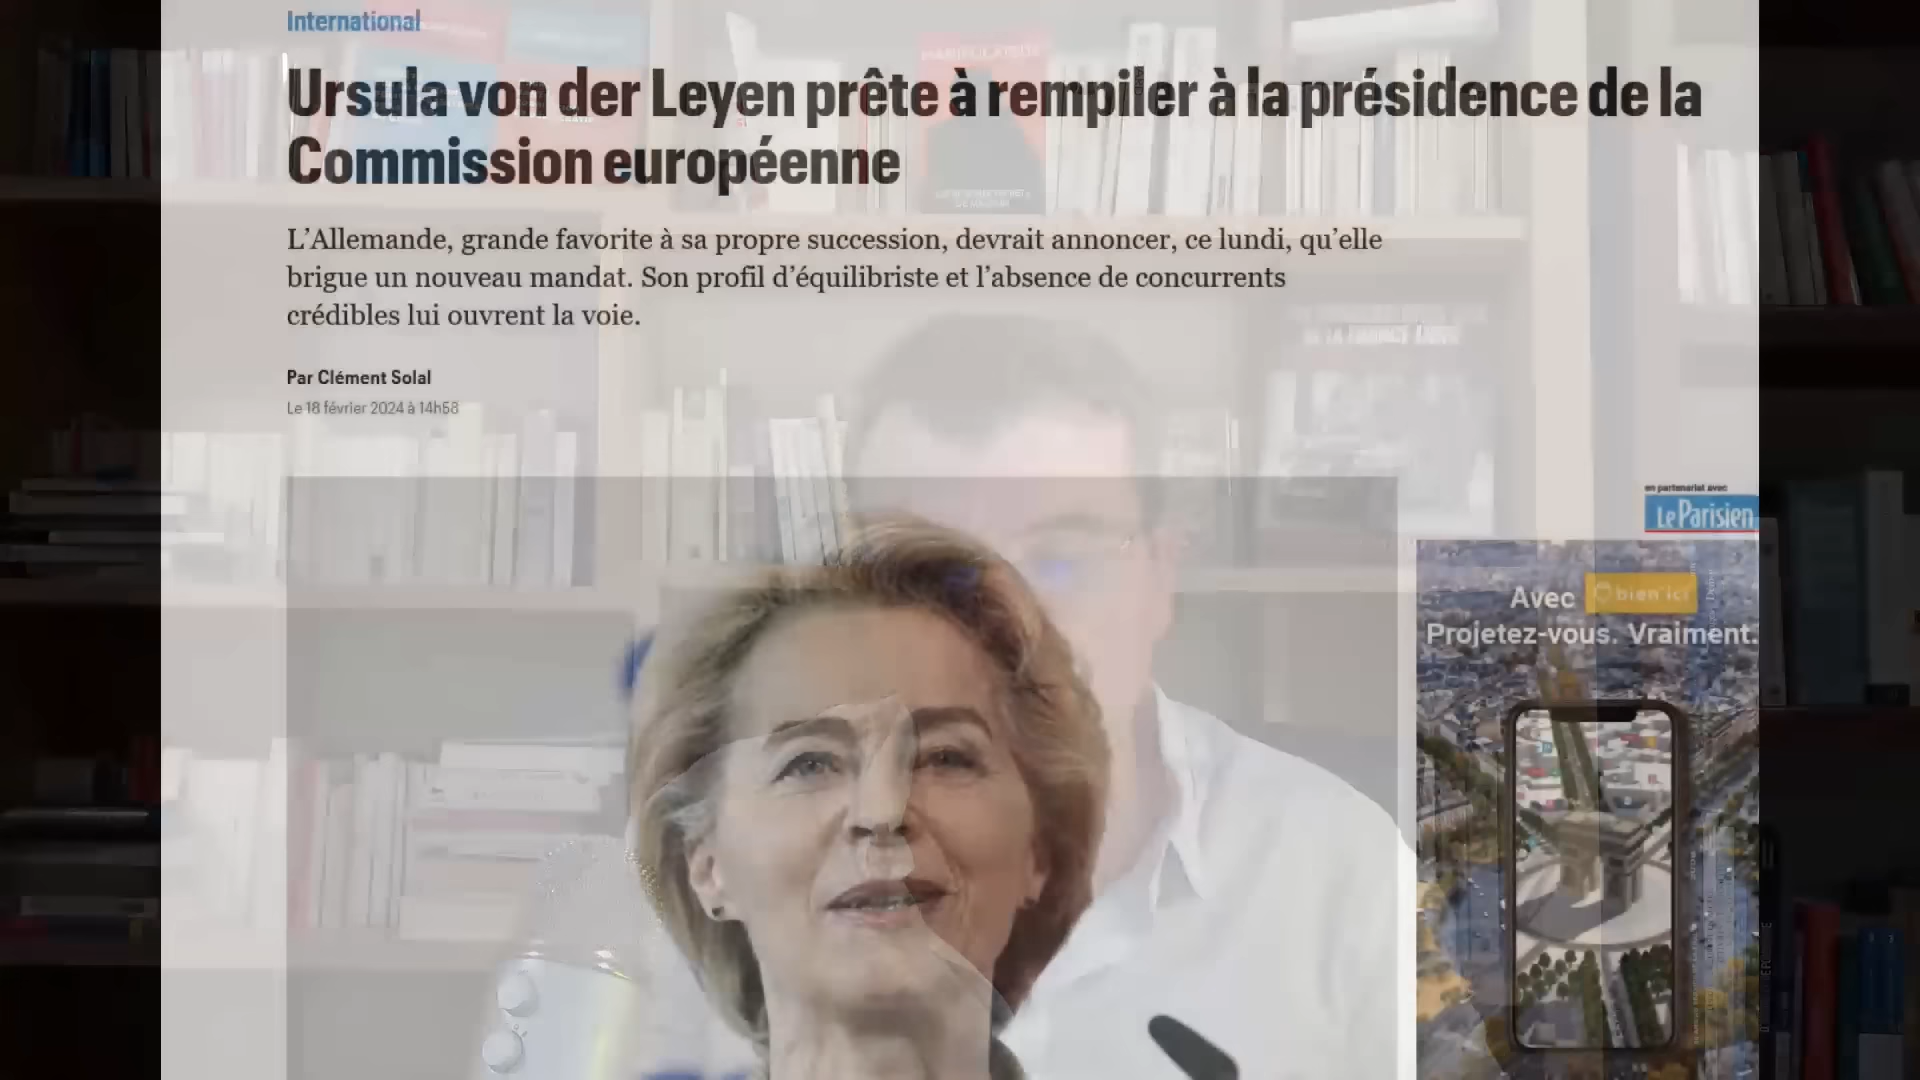 International
Ursula von der Leyen prête à rempiler à la présidence de la
Commission européenne
L'Allemande, grande favorite à sa propre succession, devrait annoncer, ce lundi, qu'elle
brigue un nouveau mandat. Son profil d'équilibriste et l'absence de concurrents
crédibles lui ouvrent la voie.
Par Clément Solal
Le 18 février 2024 à 14h58
en partenariat avec
Le Parisien
Avec bien'ici
Projetez-vous. Vraiment.